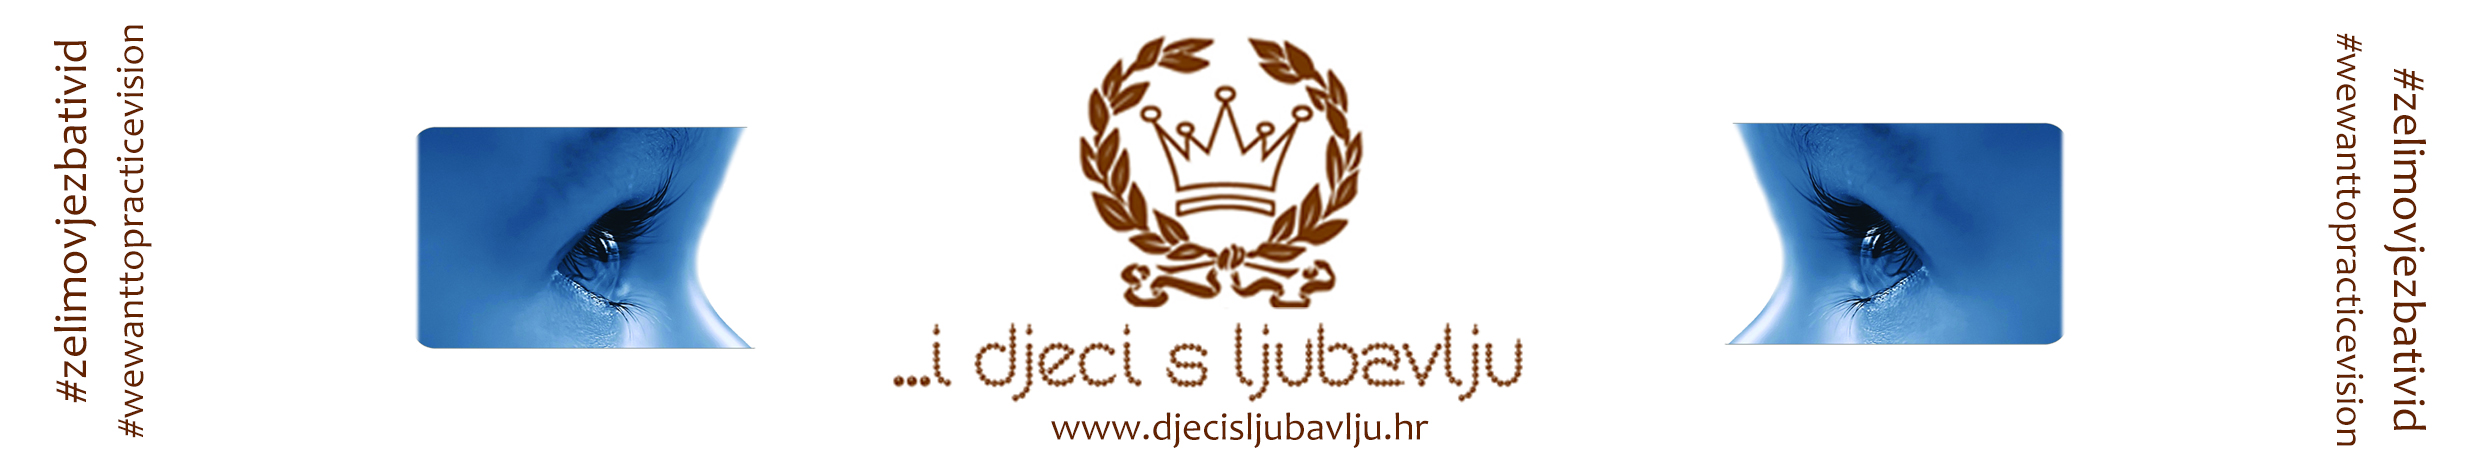 #zelimovjezbativid
#wewanttopracticevision
...i djeci s ljubavlju
www.djecisljubavlju.hr
#wewanttopracticevision
#zelimovjezbativid